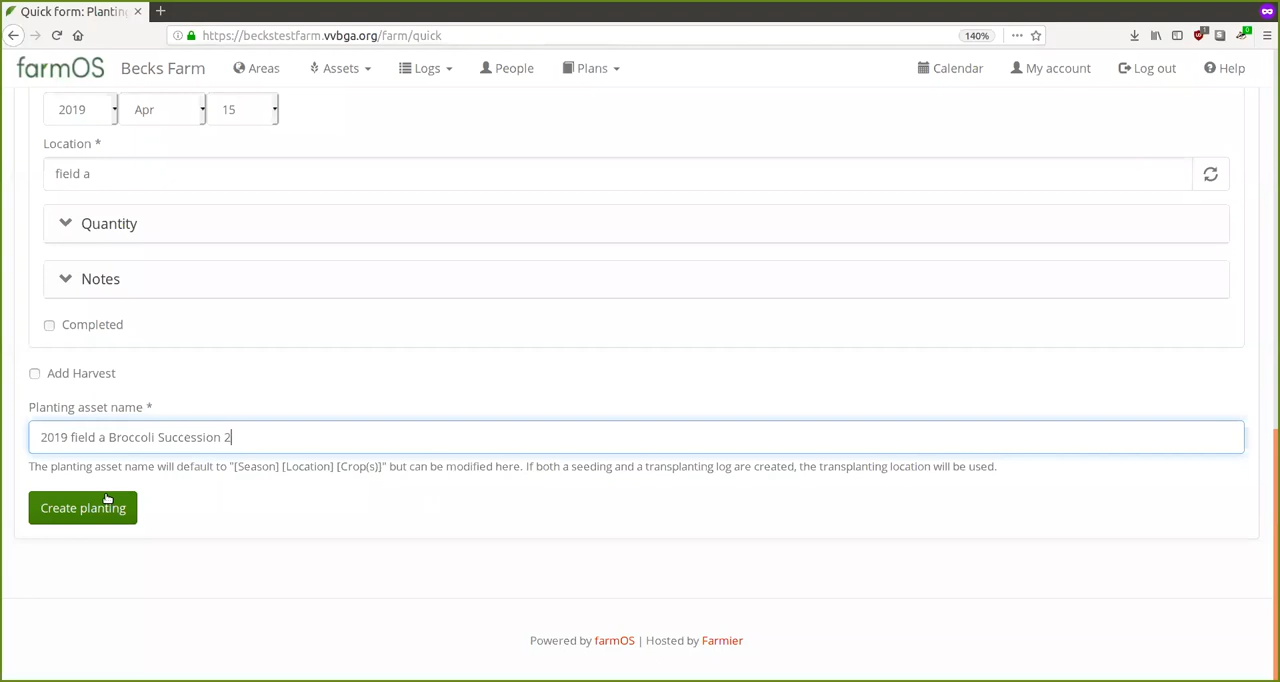 Quick form: Planting
https://beckstestfarm.vvbga.org/farm/quick 140%
farmOS Becks Farm Areas Assets Logs People Plans Calendar My account Log out Help
2019 Apr 15
Location *
field a
Quantity
Notes
Completed
Add Harvest
Planting asset name *
2019 field a Broccoli Succession 2
The planting asset name will default to "[Season] [Location] [Crop(s)]" but can be modified here. If both a seeding and a transplanting log are created, the transplanting location will be used.
Create planting
Powered by farmOS | Hosted by Farmier